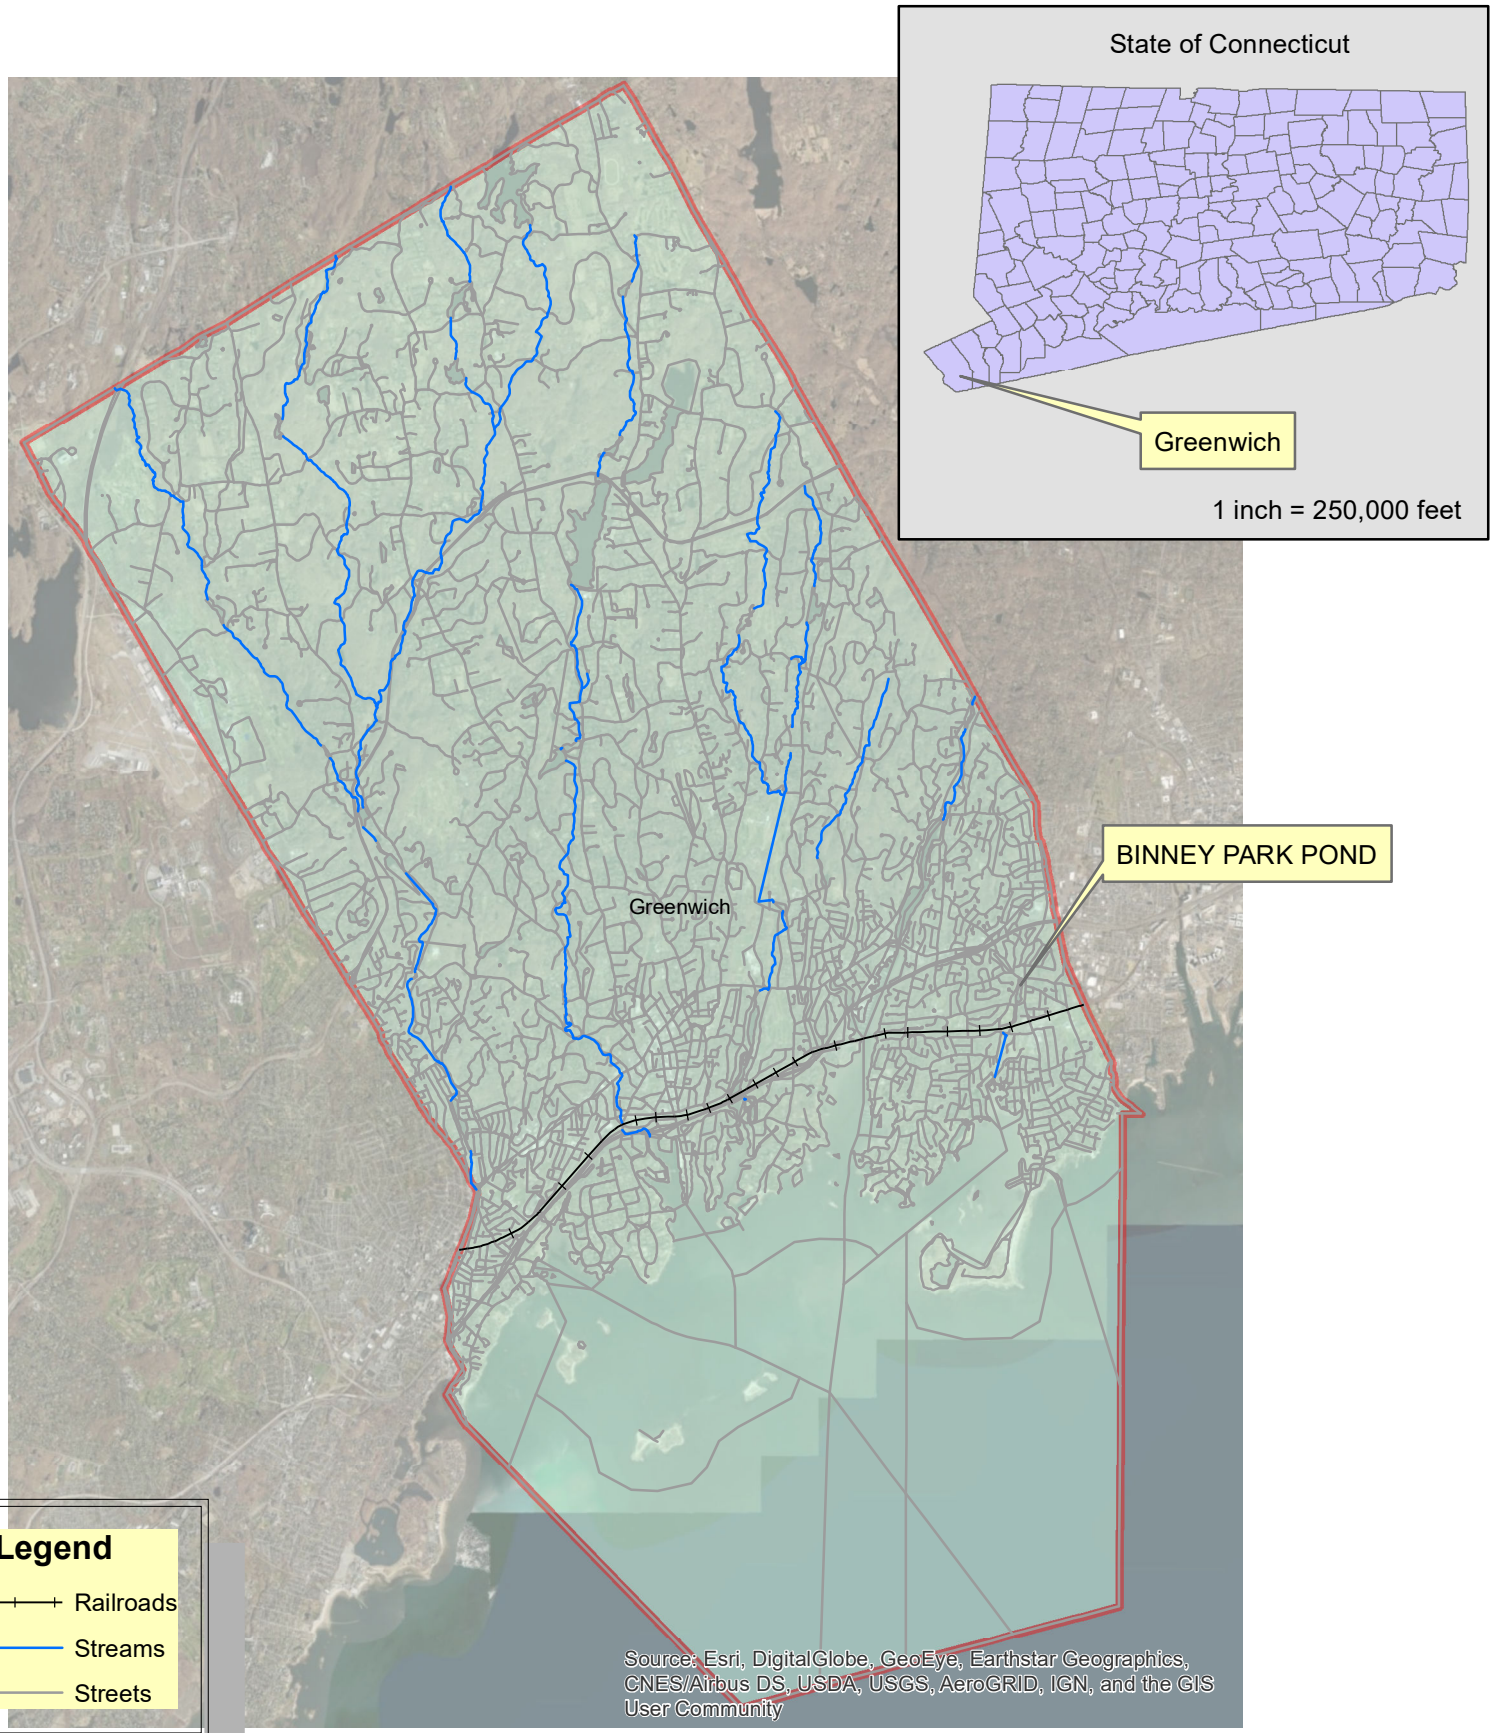 State of Connecticut
Greenwich
1 inch = 250,000 feet
BINNEY PARK POND
Greenwich
Legend
Railroads
Streams
Streets
Source: Esri, DigitalGlobe, GeoEye, Earthstar Geographics,
CNES/Airbus DS, USDA, USGS, AeroGRID, IGN, and the GIS
User Community